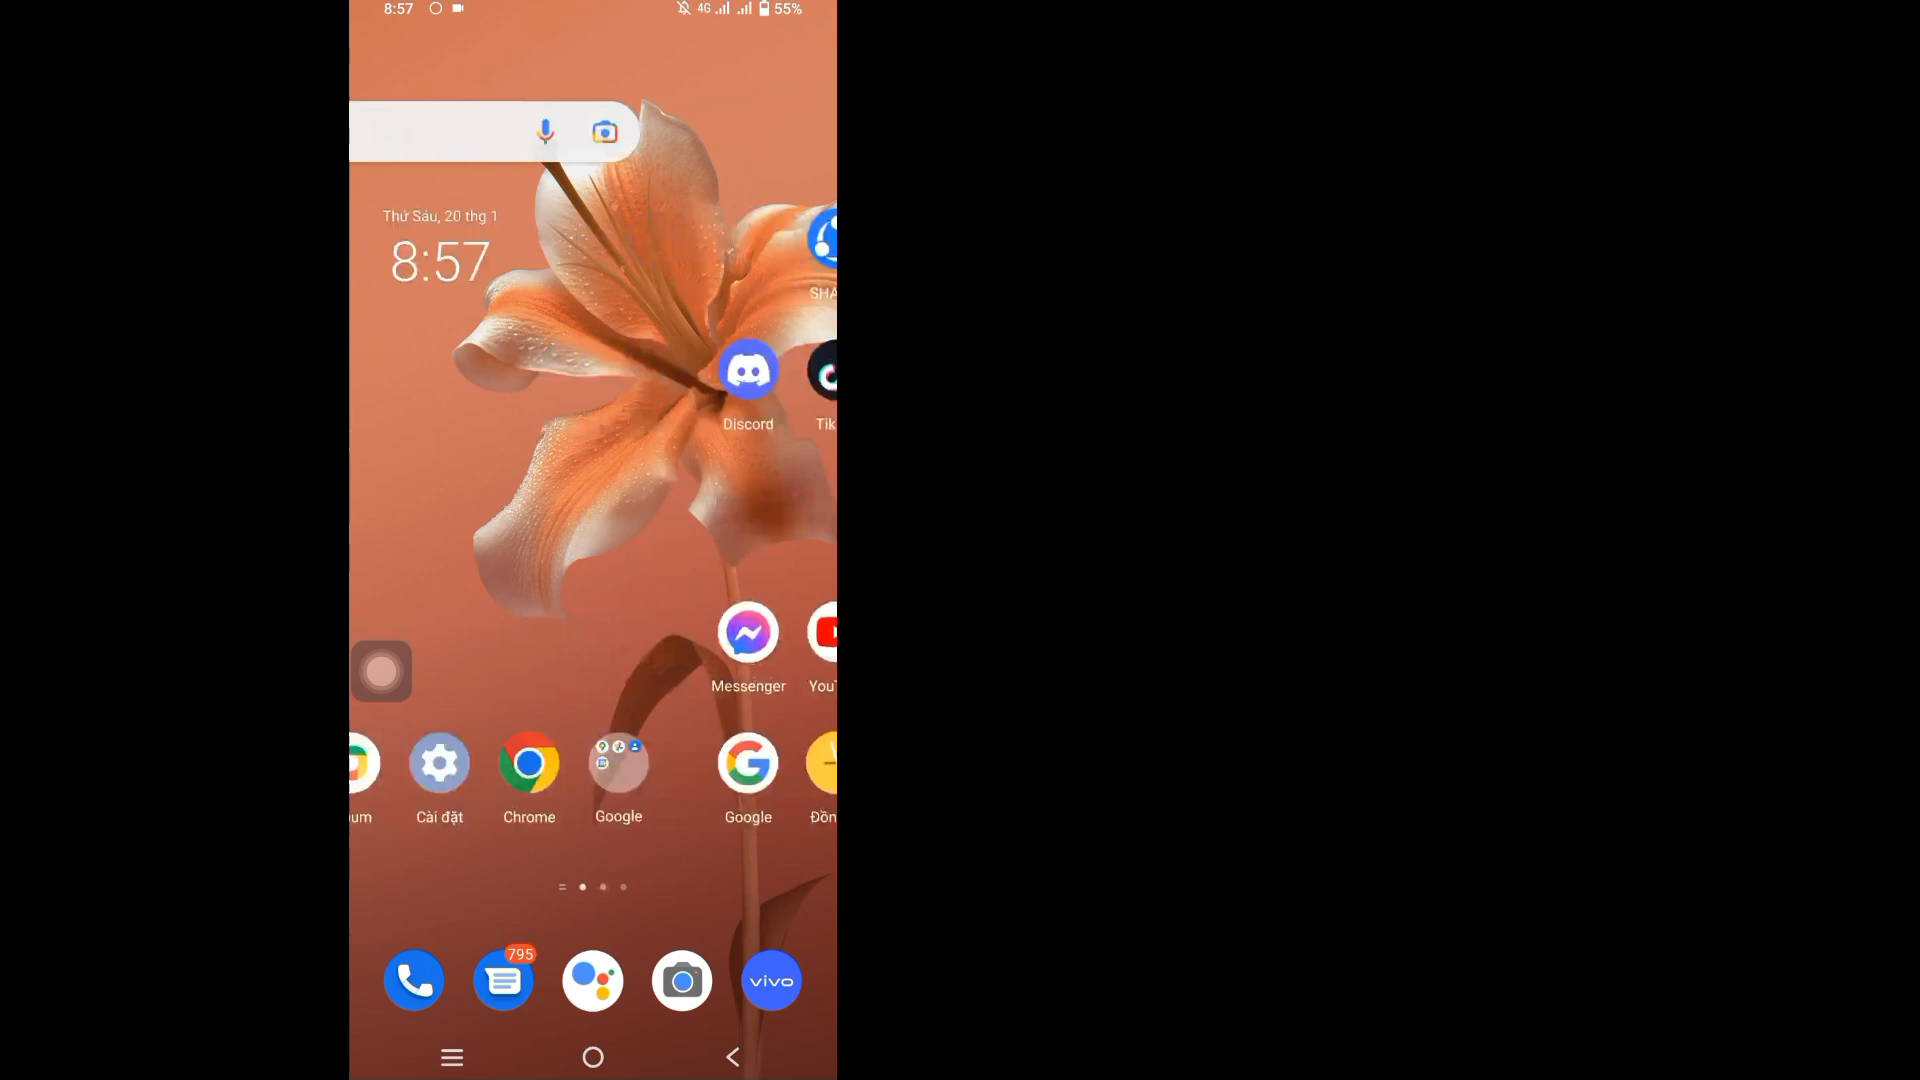 8:57 4G 55%
Thứ Sáu, 20 thg 1
8:57
SHA
Discord Tik
Messenger YouT
um Cài đặt Chrome Google Google Đồn
795
vivo